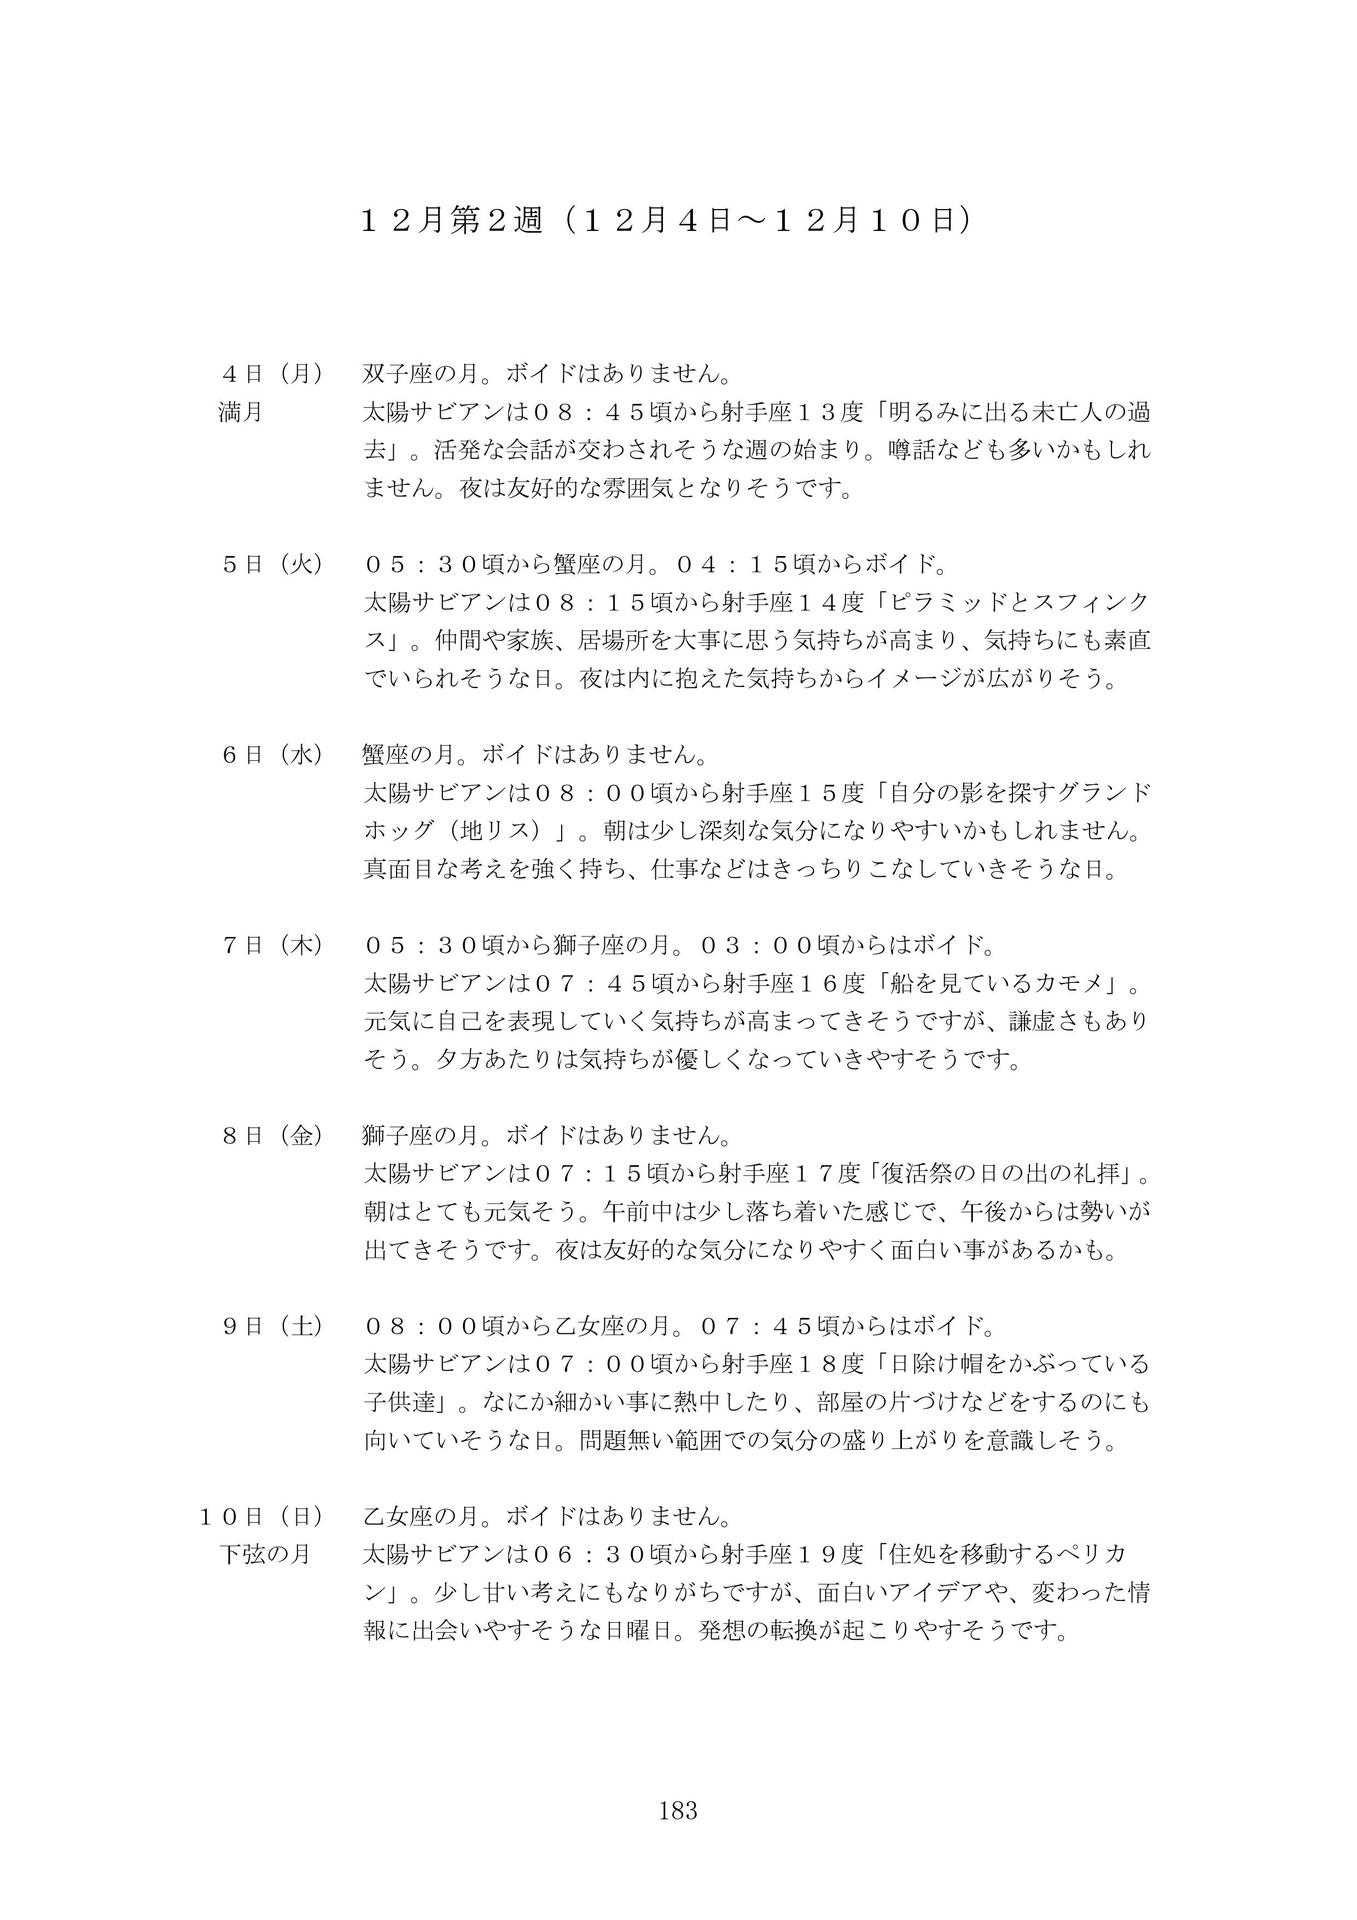 １２月第２週（１２月４日～１２月１０日）
４日（月）　双子座の月。ボイドはありません。
満月　太陽サビアンは０８：４５頃から射手座１３度「明るみに出る未亡人の過
去」。活発な会話が交わされそうな週の始まり。噂話なども多いかもしれ
ません。夜は友好的な雰囲気となりそうです。
５日（火）　０５：３０頃から蟹座の月。０４：１５頃からボイド。
太陽サビアンは０８：１５頃から射手座１４度「ピラミッドとスフィンク
ス」。仲間や家族、居場所を大事に思う気持ちが高まり、気持ちにも素直
でいられそうな日。夜は内に抱えた気持ちからイメージが広がりそう。
６日（水）　蟹座の月。ボイドはありません。
太陽サビアンは０８：００頃から射手座１５度「自分の影を探すグランド
ホッグ（地リス）」。朝は少し深刻な気分になりやすいかもしれません。
真面目な考えを強く持ち、仕事などはきっちりこなしていきそうな日。
７日（木）　０５：３０頃から獅子座の月。０３：００頃からはボイド。
太陽サビアンは０７：４５頃から射手座１６度「船を見ているカモメ」。
元気に自己を表現していく気持ちが高まってきそうですが、謙虚さもあり
そう。夕方あたりは気持ちが優しくなっていきやすそうです。
８日（金）　獅子座の月。ボイドはありません。
太陽サビアンは０７：１５頃から射手座１７度「復活祭の日の出の礼拝」。
朝はとても元気そう。午前中は少し落ち着いた感じで、午後からは勢いが
出てきそうです。夜は友好的な気分になりやすく面白い事があるかも。
９日（土）　０８：００頃から乙女座の月。０７：４５頃からはボイド。
太陽サビアンは０７：００頃から射手座１８度「日除け帽をかぶっている
子供達」。なにか細かい事に熱中したり、部屋の片づけなどをするのにも
向いていそうな日。問題無い範囲での気分の盛り上がりを意識しそう。
１０日（日）　乙女座の月。ボイドはありません。
下弦の月　太陽サビアンは０６：３０頃から射手座１９度「住処を移動するペリカ
ン」。少し甘い考えにもなりがちですが、面白いアイデアや、変わった情
報に出会いやすそうな日曜日。発想の転換が起こりやすそうです。
183